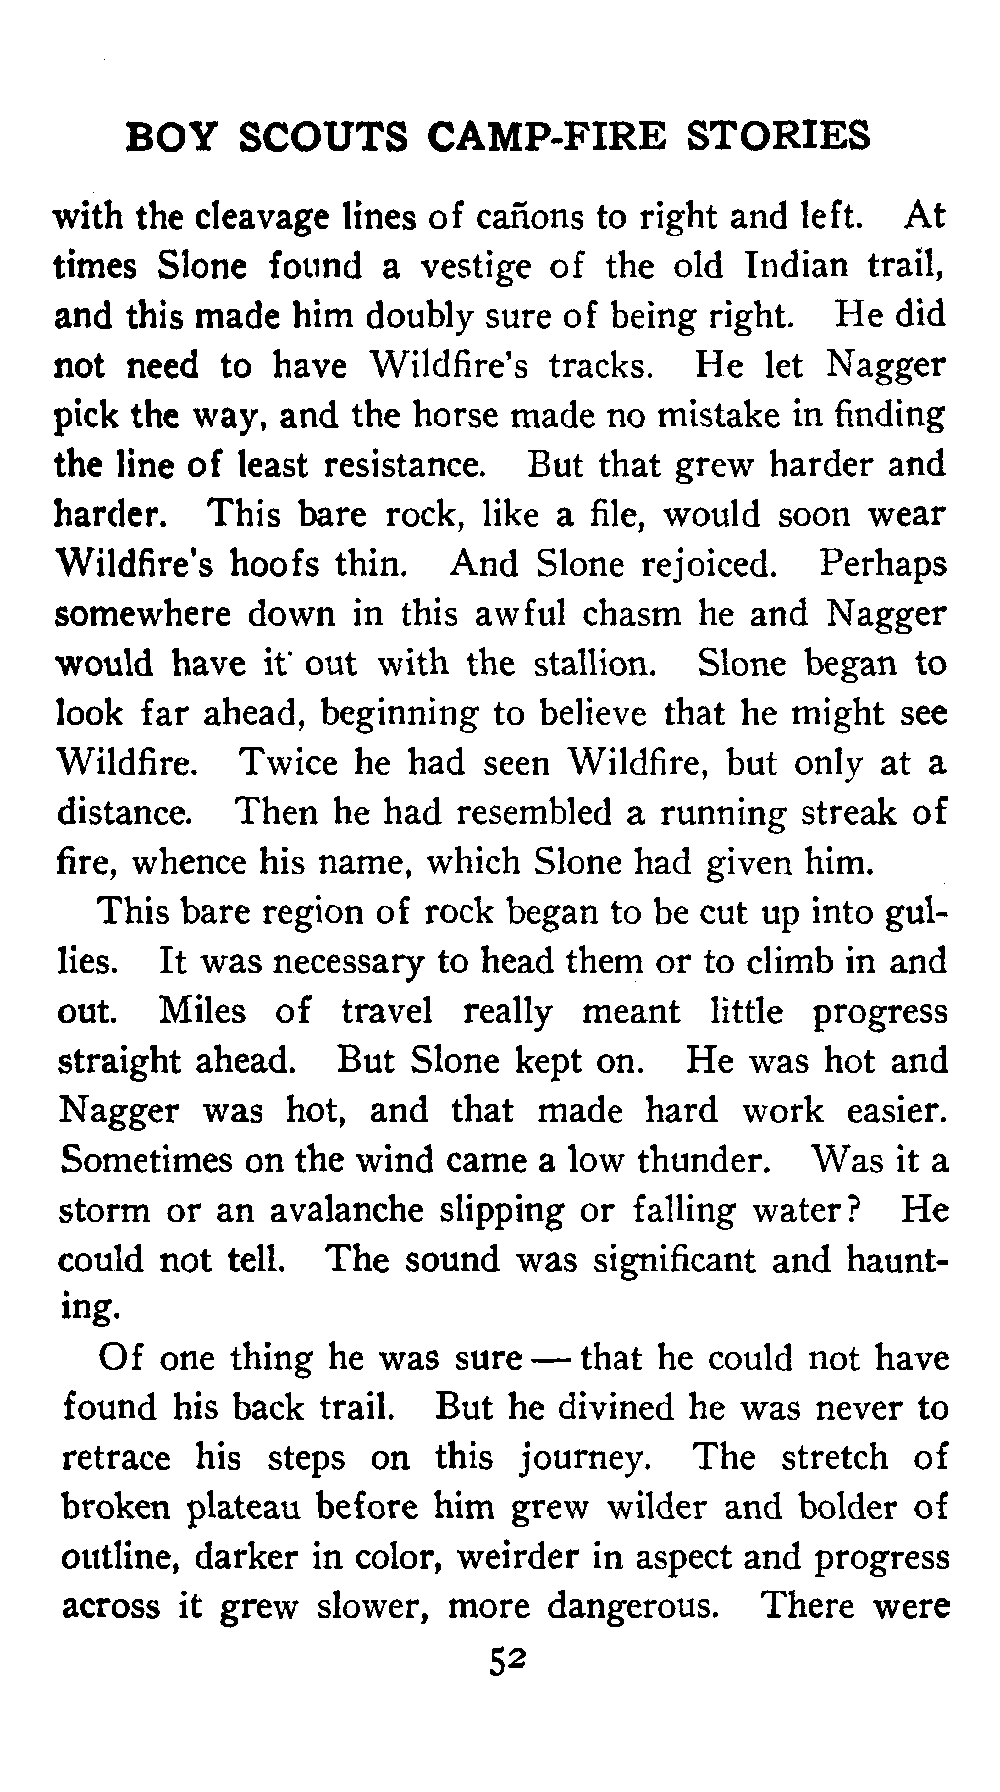 BOY SCOUTS CAMP-FIRE STORIES
with the cleavage lines of cañons to right and left. At
times Slone found a vestige of the old Indian trail,
and this made him doubly sure of being right. He did
not need to have Wildfire's tracks. He let Nagger
pick the way, and the horse made no mistake in finding
the line of least resistance. But that grew harder and
harder. This bare rock, like a file, would soon wear
Wildfire's hoofs thin. And Slone rejoiced. Perhaps
somewhere down in this awful chasm he and Nagger
would have it out with the stallion. Slone began to
look far ahead, beginning to believe that he might see
Wildfire. Twice he had seen Wildfire, but only at a
distance. Then he had resembled a running streak of
fire, whence his name, which Slone had given him.
This bare region of rock began to be cut up into gul-
lies. It was necessary to head them or to climb in and
out. Miles of travel really meant little progress
straight ahead. But Slone kept on. He was hot and
Nagger was hot, and that made hard work easier.
Sometimes on the wind came a low thunder. Was it a
storm or an avalanche slipping or falling water? He
could not tell. The sound was significant and haunt-
ing.
Of one thing he was sure — that he could not have
found his back trail. But he divined he was never to
retrace his steps on this journey. The stretch of
broken plateau before him grew wilder and bolder of
outline, darker in color, weirder in aspect and progress
across it grew slower, more dangerous. There were
52